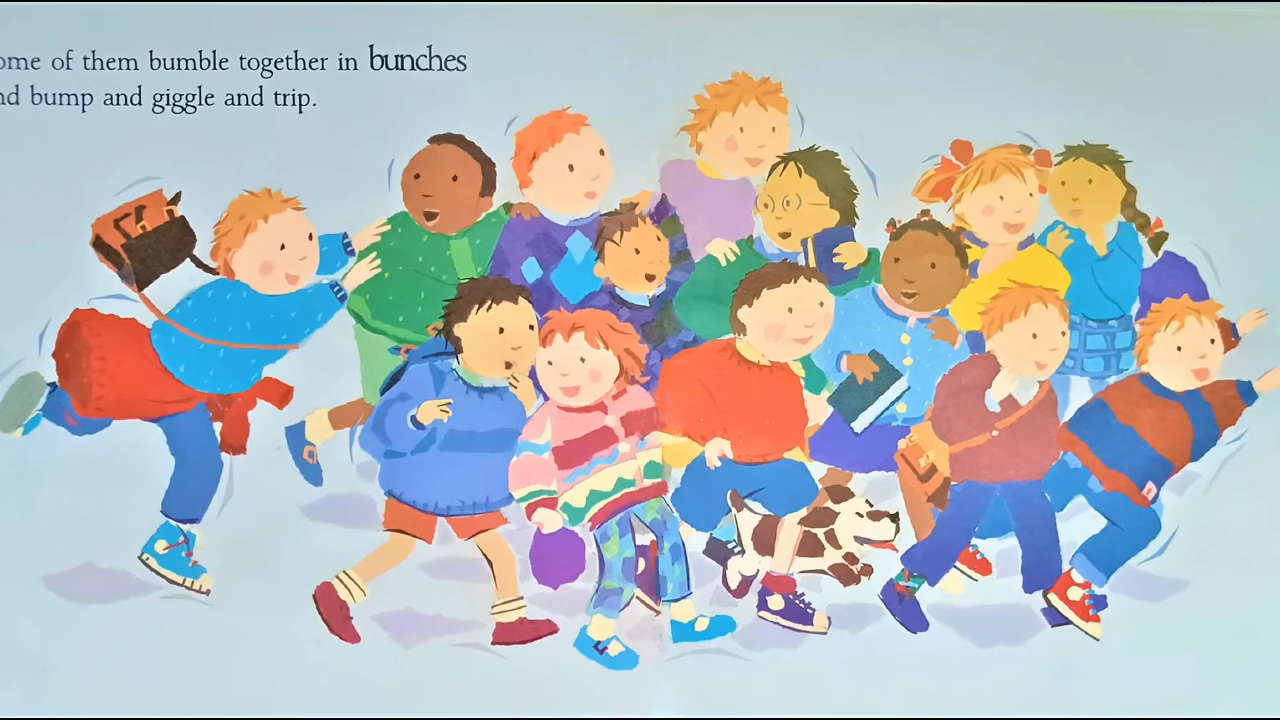 ome of them bumble together in bunches
nd bump and giggle and trip.